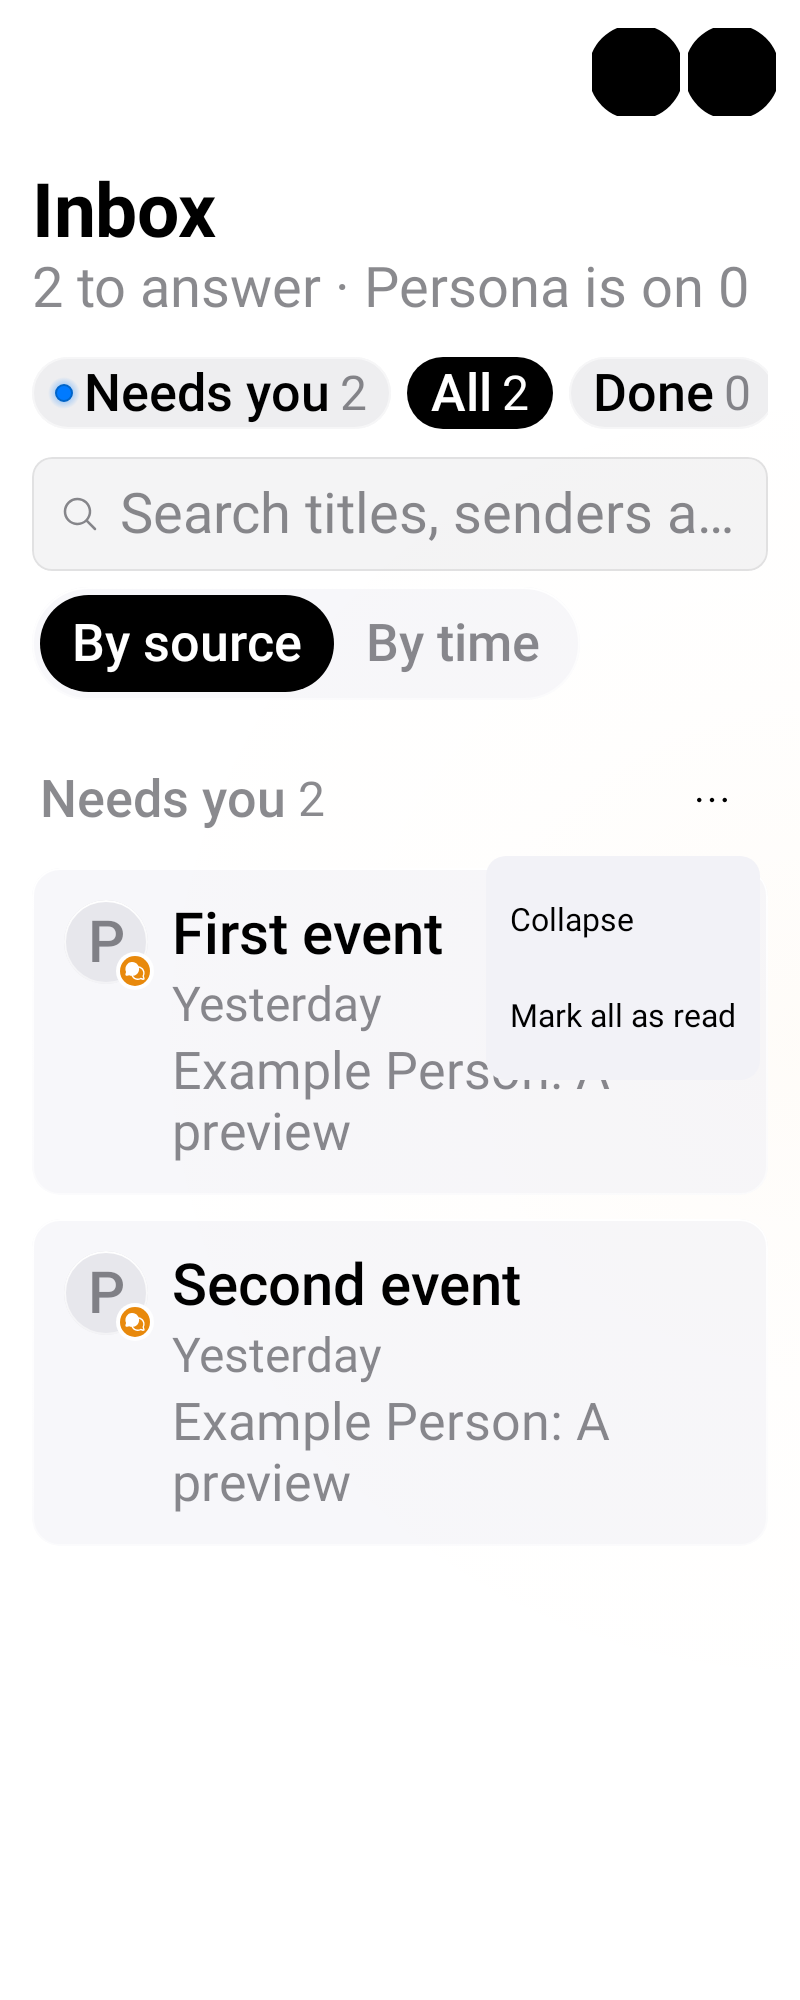 Inbox
2 to answer · Persona is on 0
Needs you 2 All 2 Done 0
Search titles, senders a...
By source By time
Needs you 2 ...
P First event
Collapse
Yesterday
Mark all as read
Example Person: A
preview
P Second event
Yesterday
Example Person: A
preview